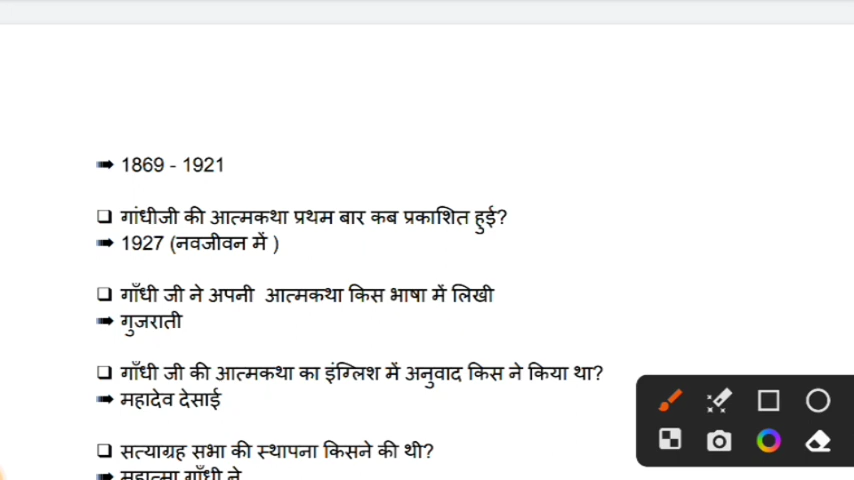 ➠ 1869 - 1921
❑ गांधीजी की आत्मकथा प्रथम बार कब प्रकाशित हुई?
➠ 1927 (नवजीवन में )
❑ गाँधी जी ने अपनी आत्मकथा किस भाषा में लिखी
➠ गुजराती
❑ गाँधी जी की आत्मकथा का इंग्लिश में अनुवाद किस ने किया था?
➠ महादेव देसाई
❑ सत्याग्रह सभा की स्थापना किसने की थी?
➠ महात्मा गाँधी ने